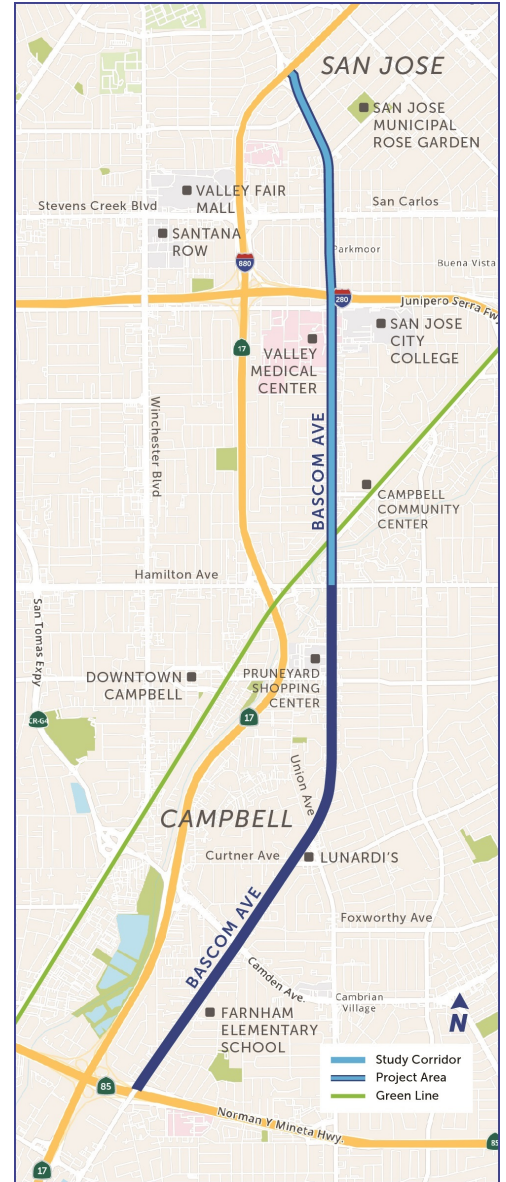 SAN JOSE
SAN JOSE
MUNICIPAL
ROSE GARDEN
VALLEY FAIR
MALL
Stevens Creek Blvd
San Carlos
SANTANA
ROW
Parkmoor
Buena Vista
880
280
Junipero Serra Fwy
SAN JOSE
CITY
COLLEGE
17
VALLEY
MEDICAL
CENTER
Winchester Blvd
BASCOM AVE
CAMPBELL
COMMUNITY
CENTER
Hamilton Ave
San Tomas Expy
PRUNEYARD
SHOPPING
CENTER
DOWNTOWN
CAMPBELL
17
CR-G4
Union Ave
CAMPBELL
Curtner Ave
LUNARDI'S
BASCOM AVE
Foxworthy Ave
Camden Ave.
Cambrian
Village
N
FARNHAM
ELEMENTARY
SCHOOL
Study Corridor
Project Area
Green Line
85
Norman Y Mineta Hwy.
85
17